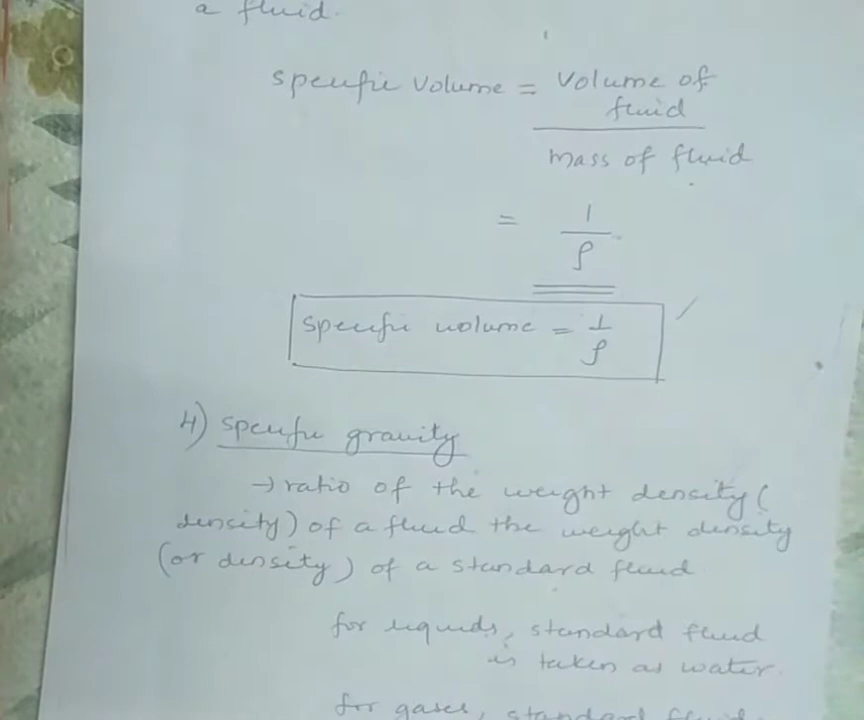 a fluid.
Specific Volume = Volume of
fluid
mass of fluid
= 1
ρ
Specific volume = 1
ρ
4) Specific gravity
→ ratio of the weight density (
density) of a fluid the weight density
(or density) of a standard fluid
for liquids, standard fluid
is taken as water.
for gases, standard fluid